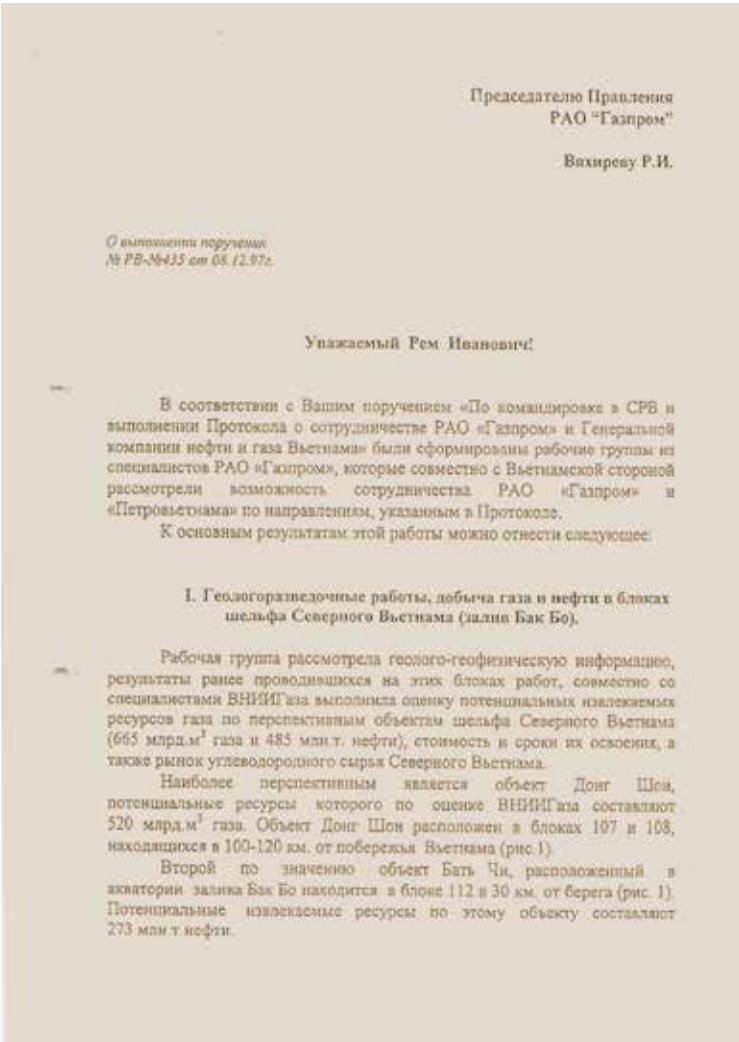 Председателю Правления
РАО “Газпром”
Вяхиреву Р.И.
О выполнении поручения
№ РВ-№435 от 08.12.97г.
Уважаемый Рем Иванович!
В соответствии с Вашим поручением «По командировке в СРВ и
выполнении Протокола о сотрудничестве РАО «Газпром» и Генеральной
компании нефти и газа Вьетнама» были сформированы рабочие группы из
специалистов РАО «Газпром», которые совместно с Вьетнамской стороной
рассмотрели возможность сотрудничества РАО «Газпром» и
«Петровьетнама» по направлениям, указанным в Протоколе.
К основным результатам этой работы можно отнести следующее:
I. Геологоразведочные работы, добыча газа и нефти в блоках
шельфа Северного Вьетнама (залив Бак Бо).
Рабочая группа рассмотрела геолого-геофизическую информацию,
результаты ранее проводившихся на этих блоках работ, совместно со
специалистами ВНИИГаза выполнила оценку потенциальных извлекаемых
ресурсов газа по перспективным объектам шельфа Северного Вьетнама
(665 млрд.м³ газа и 485 млн.т. нефти), стоимость и сроки их освоения, а
также рынок углеводородного сырья Северного Вьетнама.
Наиболее перспективным является объект Донг Шон,
потенциальные ресурсы которого по оценке ВНИИГаза составляют
520 млрд.м³ газа. Объект Донг Шон расположен в блоках 107 и 108,
находящихся в 100-120 км. от побережья Вьетнама (рис.1).
Второй по значению объект Бать Чи, расположенный в
акватории залива Бак Бо находится в блоке 112 в 30 км. от берега (рис. 1).
Потенциальные извлекаемые ресурсы по этому объекту составляют
273 млн т нефти.